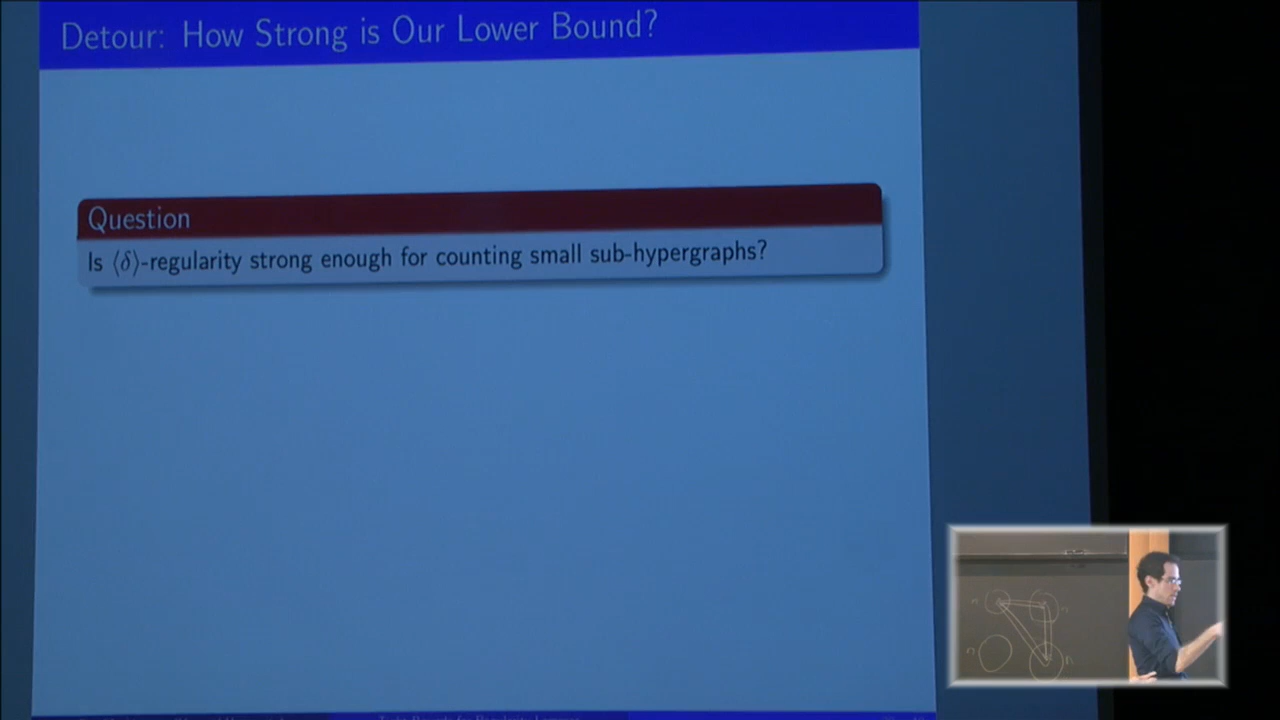 Detour: How Strong is Our Lower Bound?
Question
Is ⟨δ⟩-regularity strong enough for counting small sub-hypergraphs?
n
n
n
n